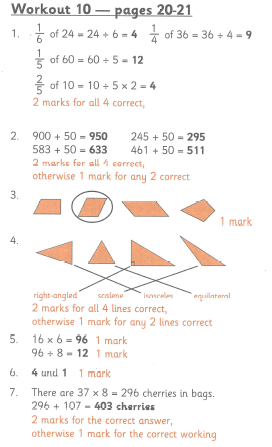 Workout 10 — pages 20-21
1. 1/6 of 24 = 24 ÷ 6 = 4 1/4 of 36 = 36 ÷ 4 = 9
1/5 of 60 = 60 ÷ 5 = 12
2/5 of 10 = 10 ÷ 5 × 2 = 4
2 marks for all 4 correct,
2. 900 + 50 = 950 245 + 50 = 295
583 + 50 = 633 461 + 50 = 511
2 marks for all 4 correct,
otherwise 1 mark for any 2 correct
3.
1 mark
4.
right-angled scalene isosceles equilateral
2 marks for all 4 lines correct,
otherwise 1 mark for any 2 lines correct
5. 16 × 6 = 96 1 mark
96 ÷ 8 = 12 1 mark
6. 4 and 1 1 mark
7. There are 37 × 8 = 296 cherries in bags.
296 + 107 = 403 cherries
2 marks for the correct answer,
otherwise 1 mark for the correct working